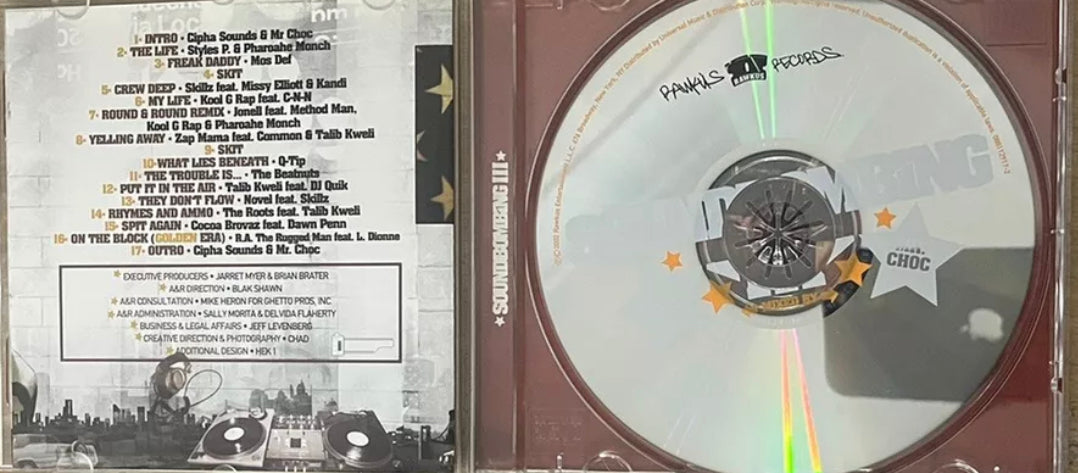 1• INTRO • Cipha Sounds & Mr Choc
2• THE LIFE • Styles P. & Pharoahe Monch
3• FREAK DADDY • Mos Def
4• SKIT
5• CREW DEEP • Skillz feat. Missy Elliott & Kandi
6• MY LIFE • Kool G Rap feat. C-N-N
7• ROUND & ROUND REMIX • Jonell feat. Method Man,
Kool G Rap & Pharoahe Monch
8• YELLING AWAY • Zap Mama feat. Common & Talib Kweli
9• SKIT
10•WHAT LIES BENEATH • Q-Tip
11• THE TROUBLE IS... • The Beatnuts
12• PUT IT IN THE AIR • Talib Kweli feat. DJ Quik
13• THEY DON'T FLOW • Novel feat. Skillz
14• RHYMES AND AMMO • The Roots feat. Talib Kweli
15• SPIT AGAIN • Cocoa Brovaz feat. Dawn Penn
16• ON THE BLOCK (GOLDEN ERA) • R.A. The Rugged Man feat. L. Dionne
17• OUTRO • Cipha Sounds & Mr. Choc
EXECUTIVE PRODUCERS • JARRET MYER & BRIAN BRATER
A&R DIRECTION • BLAK SHAWN
A&R CONSULTATION • MIKE HERON FOR GHETTO PROS, INC
A&R ADMINISTRATION • SALLY MORITA & DELVIDA FLAHERTY
BUSINESS & LEGAL AFFAIRS • JEFF LEVENBERG
CREATIVE DIRECTION & PHOTOGRAPHY • CHAD
ADDITIONAL DESIGN • HEK 1
SOUNDBOMBING III
RAWKUS RECORDS
RAWKUS
MIXED BY
CHOC